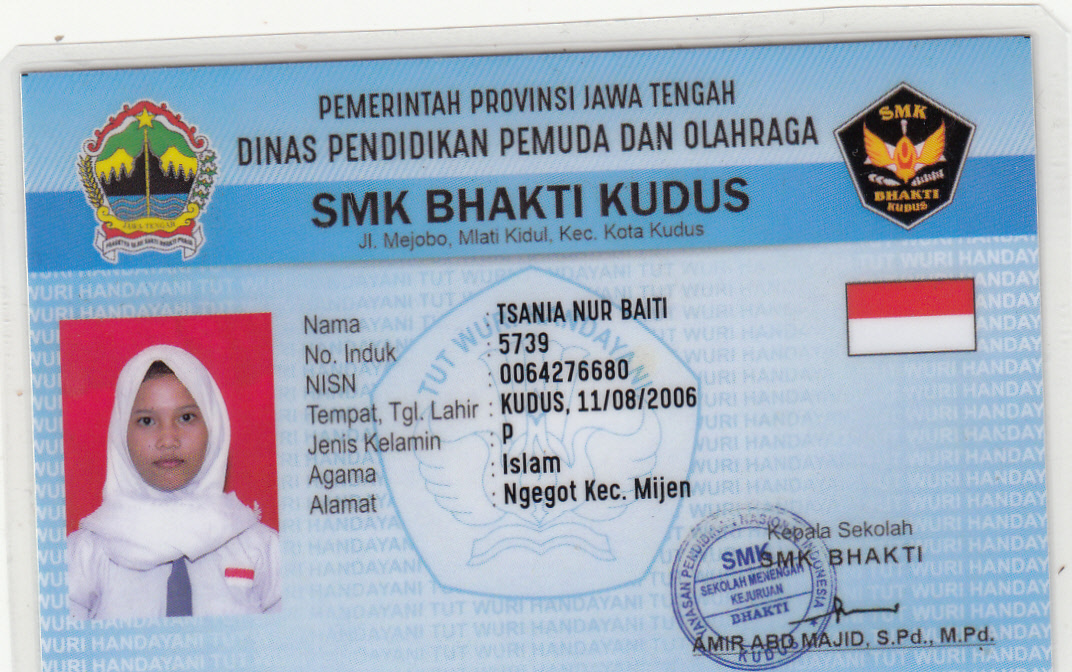 PEMERINTAH PROVINSI JAWA TENGAH
DINAS PENDIDIKAN PEMUDA DAN OLAHRAGA
SMK BHAKTI KUDUS
Jl. Mejobo, Mlati Kidul, Kec. Kota Kudus
JAWA TENGAH
SMK
BHAKTI
KUDUS
TUT WURI HANDAYANI
Nama : TSANIA NUR BAITI
No. Induk : 5739
NISN : 0064276680
Tempat, Tgl. Lahir : KUDUS, 11/08/2006
Jenis Kelamin : P
Agama : Islam
Alamat : Ngegot Kec. Mijen
Kepala Sekolah
SMK BHAKTI
YAYASAN PENDIDIKAN NASIONAL INDONESIA
SMK
SEKOLAH MENENGAH
KEJURUAN
BHAKTI
KUDUS
AMIR ABD MAJID, S.Pd., M.Pd.